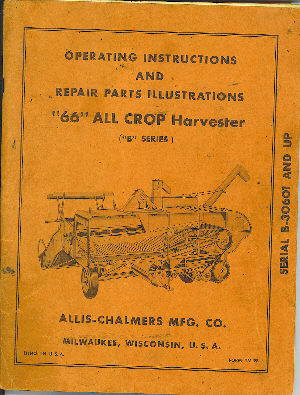 OPERATING INSTRUCTIONS
AND
REPAIR PARTS ILLUSTRATIONS
"66" ALL CROP Harvester
("B" SERIES)
SERIAL B-30601 AND UP
ALLIS-CHALMERS MFG. CO.
MILWAUKEE, WISCONSIN, U. S. A.
U.S.A.
FORM